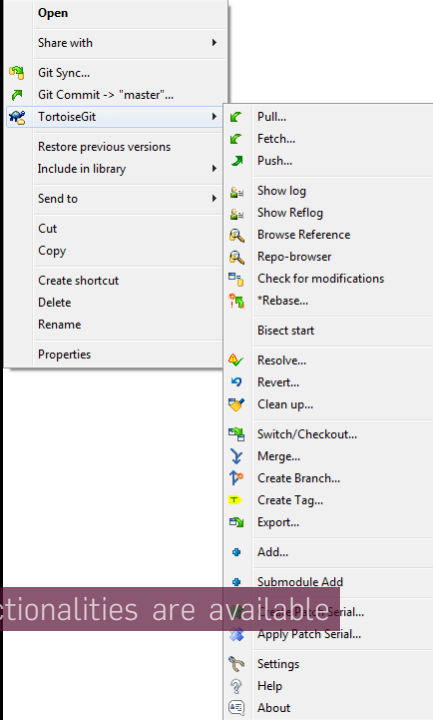 Open
Share with
Git Sync...
Git Commit -> "master"...
TortoiseGit
Restore previous versions
Include in library
Send to
Cut
Copy
Create shortcut
Delete
Rename
Properties
Pull...
Fetch...
Push...
Show log
Show Reflog
Browse Reference
Repo-browser
Check for modifications
*Rebase...
Bisect start
Resolve...
Revert...
Clean up...
Switch/Checkout...
Merge...
Create Branch...
Create Tag...
Export...
Add...
Submodule Add
Create Patch Serial...
ctionalities are available
Apply Patch Serial...
Settings
Help
About